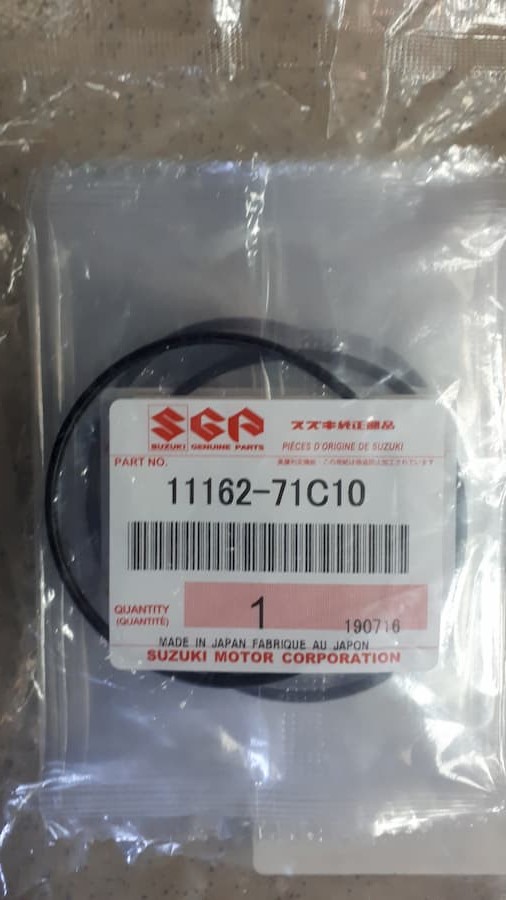 SGP
SUZUKI GENUINE PARTS
スズキ純正部品
PIÈCES D'ORIGINE DE SUZUKI
PART NO.
11162-71C10
QUANTITY
(QUANTITÉ)
1
190716
MADE IN JAPAN FABRIQUE AU JAPON
SUZUKI MOTOR CORPORATION